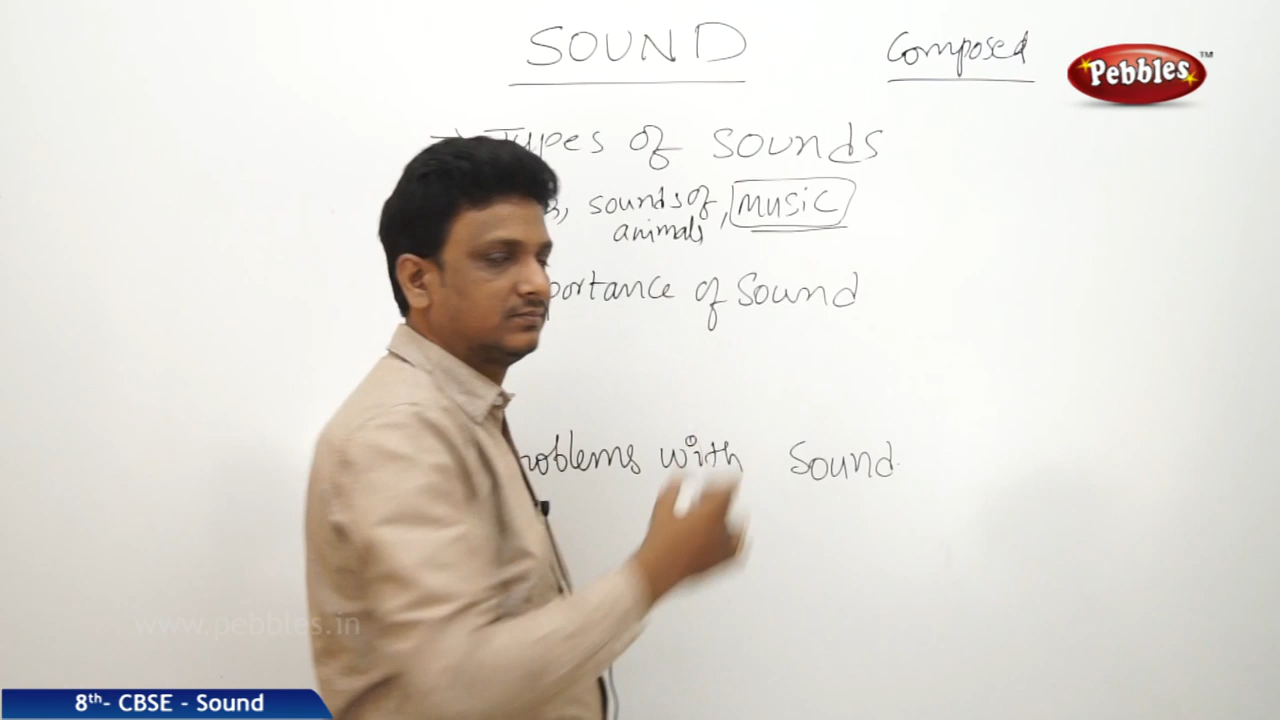 SOUND
Composed
Pebbles™
→ Types of Sounds
, sounds of animals, music
portance of Sound
roblems with Sound.
www.pebbles.in
8th- CBSE - Sound